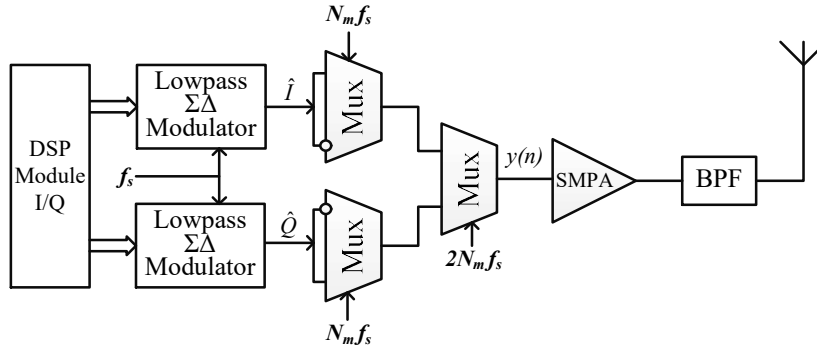 N_m f_s
Lowpass
ΣΔ
Modulator
Î
Mux
DSP
Module
I/Q
f_s
Mux
y(n)
SMPA
BPF
Lowpass
ΣΔ
Modulator
Q̂
Mux
2N_m f_s
N_m f_s